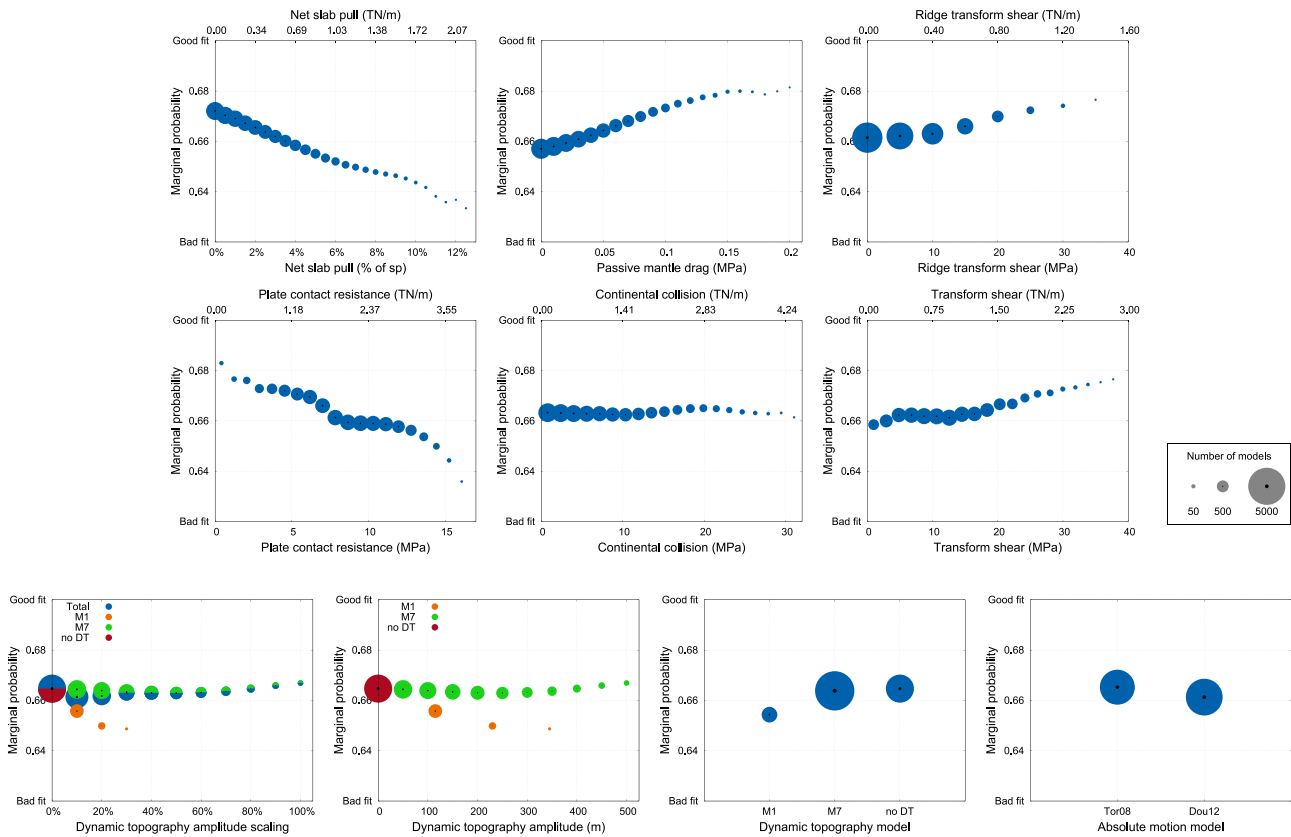 Net slab pull (TN/m)
0.00 0.34 0.69 1.03 1.38 1.72 2.07
Good fit
0.68
0.66
0.64
Bad fit
Marginal probability
0% 2% 4% 6% 8% 10% 12%
Net slab pull (% of sp)
Good fit
0.68
0.66
0.64
Bad fit
Marginal probability
0 0.05 0.1 0.15 0.2
Passive mantle drag (MPa)
Ridge transform shear (TN/m)
0.00 0.40 0.80 1.20 1.60
Good fit
0.68
0.66
0.64
Bad fit
Marginal probability
0 10 20 30 40
Ridge transform shear (MPa)
Plate contact resistance (TN/m)
1.18 2.37 3.55
Good fit
0.68
0.66
0.64
Bad fit
Marginal probability
0 5 10 15
Plate contact resistance (MPa)
Continental collision (TN/m)
0.00 1.41 2.83 4.24
Good fit
0.68
0.66
0.64
Bad fit
Marginal probability
0 10 20 30
Continental collision (MPa)
Transform shear (TN/m)
0.00 0.75 1.50 2.25 3.00
Good fit
0.68
0.66
0.64
Bad fit
Marginal probability
0 10 20 30 40
Transform shear (MPa)
Number of models
50 500 5000
Good fit
0.68
0.66
0.64
Bad fit
Marginal probability
Total
M1
M7
no DT
0% 20% 40% 60% 80% 100%
Dynamic topography amplitude scaling
Good fit
0.68
0.66
0.64
Bad fit
Marginal probability
M1
M7
no DT
0 100 200 300 400 500
Dynamic topography amplitude (m)
Good fit
0.68
0.66
0.64
Bad fit
Marginal probability
M1 M7 no DT
Dynamic topography model
Good fit
0.68
0.66
0.64
Bad fit
Marginal probability
Tor08 Dou12
Absolute motion model